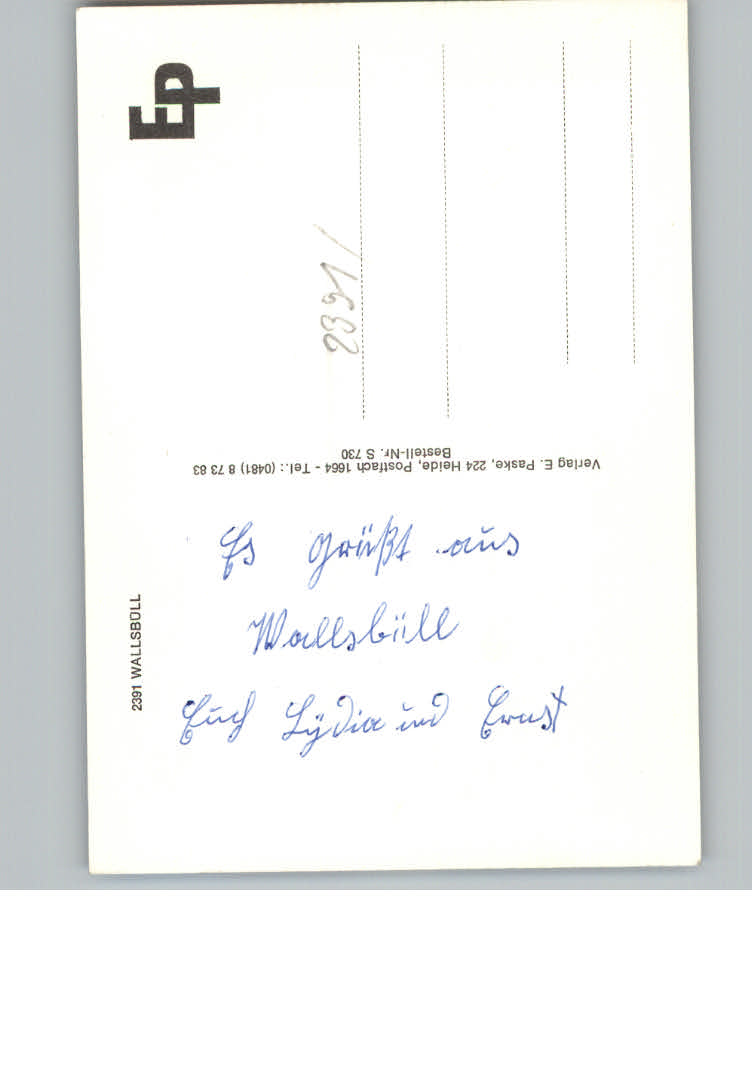 Ep
2391 /
Verlag E. Paske, 224 Heide, Postfach 1664 - Tel.: (0481) 8 73 83
Bestell-Nr. S 730
2391 WALLSBÜLL
Es grüßt aus
Wallsbüll
Euch Lydia und Ernst